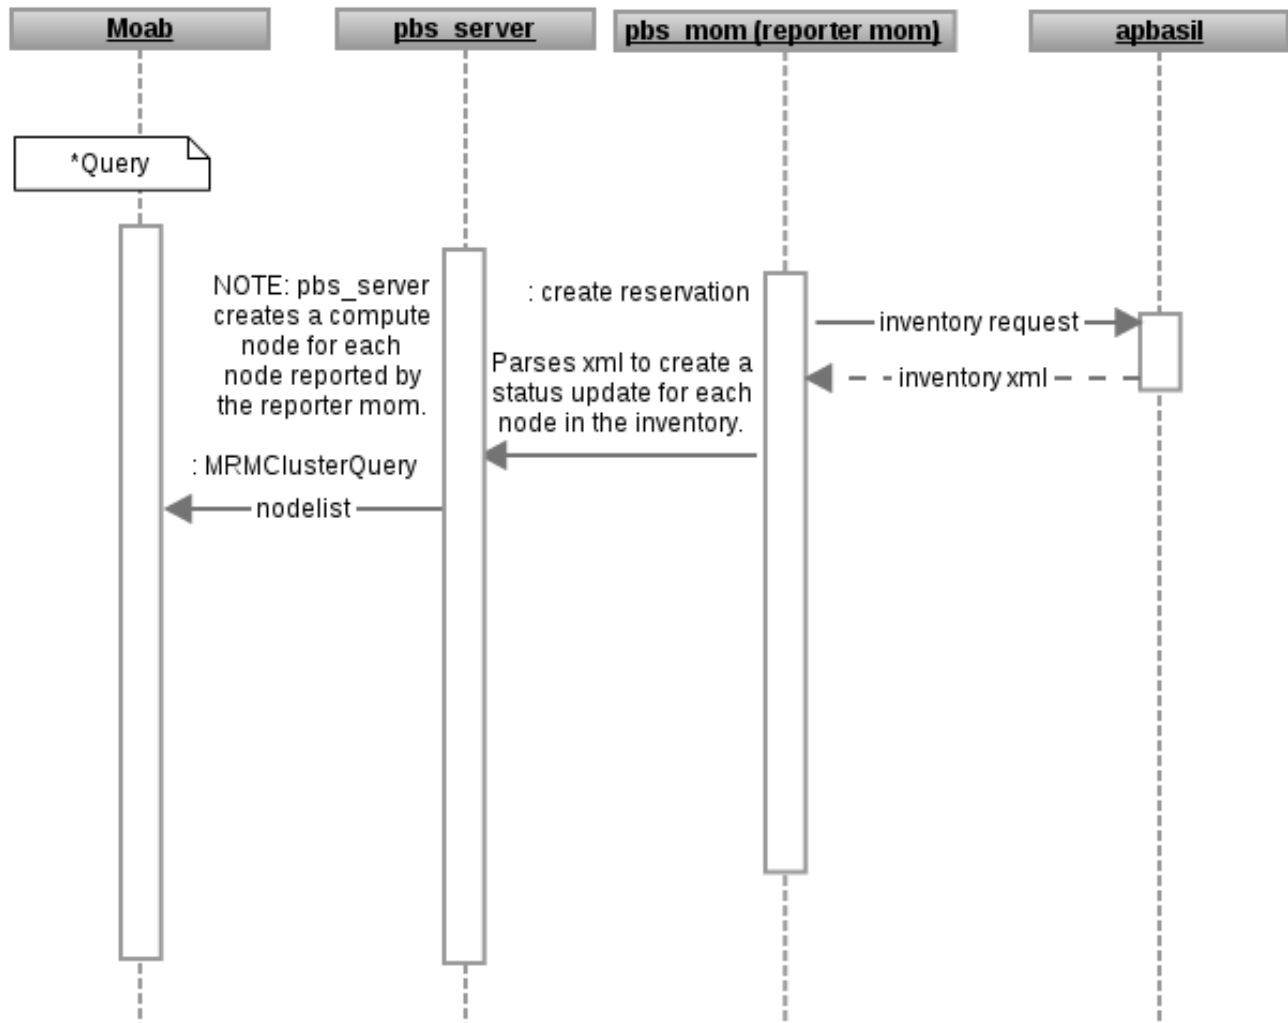 Moab
pbs_server
pbs_mom (reporter mom)
apbasil
*Query
NOTE: pbs_server
creates a compute
node for each
node reported by
the reporter mom.
: create reservation
inventory request
Parses xml to create a
status update for each
node in the inventory.
inventory xml
: MRMClusterQuery
nodelist